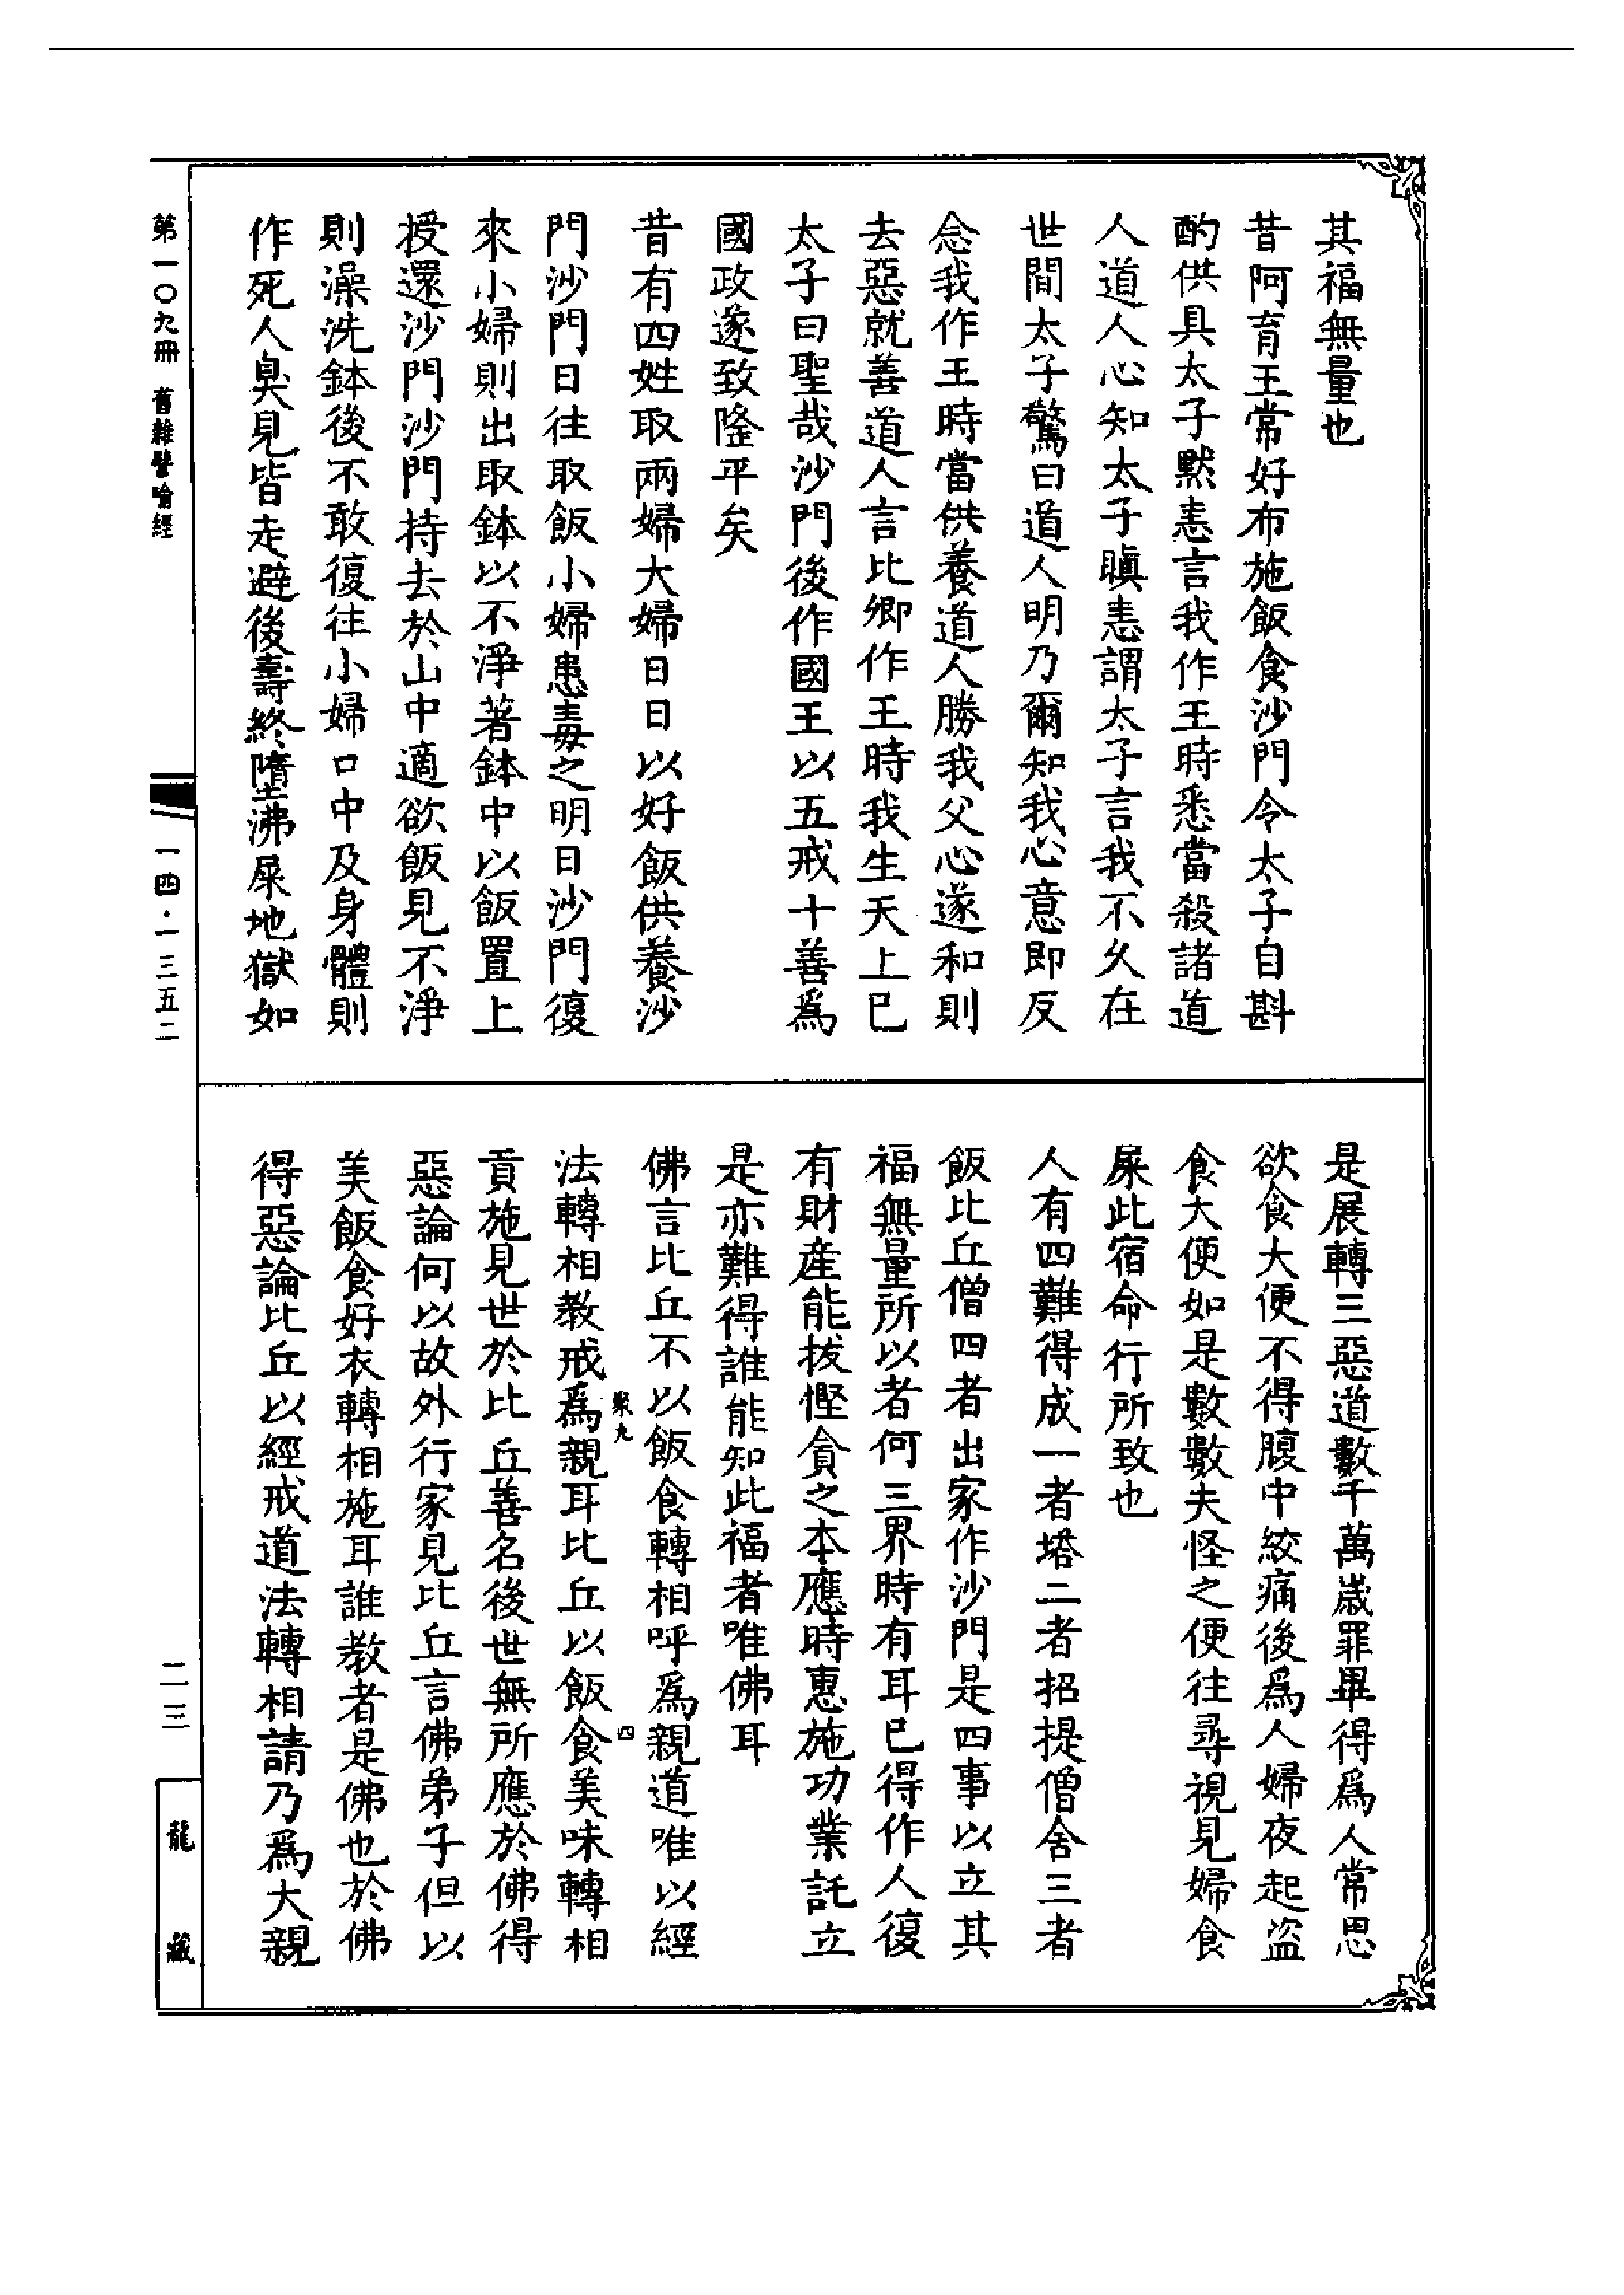 其福無量也
昔阿育王常好布施飯食沙門令太子自斟
酌供具太子默恚言我作王時悉當殺諸道
人道人心知太子瞋恚謂太子言我不久在
世間太子驚曰道人明乃爾知我心意即反
念我作王時當供養道人勝我父心遂和則
去惡就善道人言比卿作王時我生天上巳
太子曰聖哉沙門後作國王以五戒十善為
國政遂致隆平矣
昔有四姓取兩婦大婦日日以好飯供養沙
門沙門日往取飯小婦患毒之明日沙門復
來小婦則出取鉢以不淨著鉢中以飯置上
授還沙門沙門持去於山中適欲飯見不淨
則澡洗鉢後不敢復往小婦口中及身體則
作死人臭見皆走避後壽終墮沸屎地獄如
是展轉三惡道數千萬歲罪畢得為人常思
欲食大便不得腹中絞痛後為人婦夜起盜
食大便如是數數夫怪之便往尋視見婦食
屎此宿命行所致也
人有四難得成一者塔二者招提僧舍三者
飯比丘僧四者出家作沙門是四事以立其
福無量所以者何三界時有耳巳得作人復
有財產能拔慳貪之本應時惠施功業託立
是亦難得誰能知此福者唯佛耳
佛言比丘不以飯食轉相呼為親道唯以經
聚九 四
法轉相教戒為親耳比丘以飯食美味轉相
貢施見世於比丘善名後世無所應於佛得
惡論何以故外行家見比丘言佛弟子但以
美飯食好衣轉相施耳誰教者是佛也於佛
得惡論比丘以經戒道法轉相請乃為大親
第一〇九冊 舊雜譬喻經
一四·一三五二
二三
龍藏